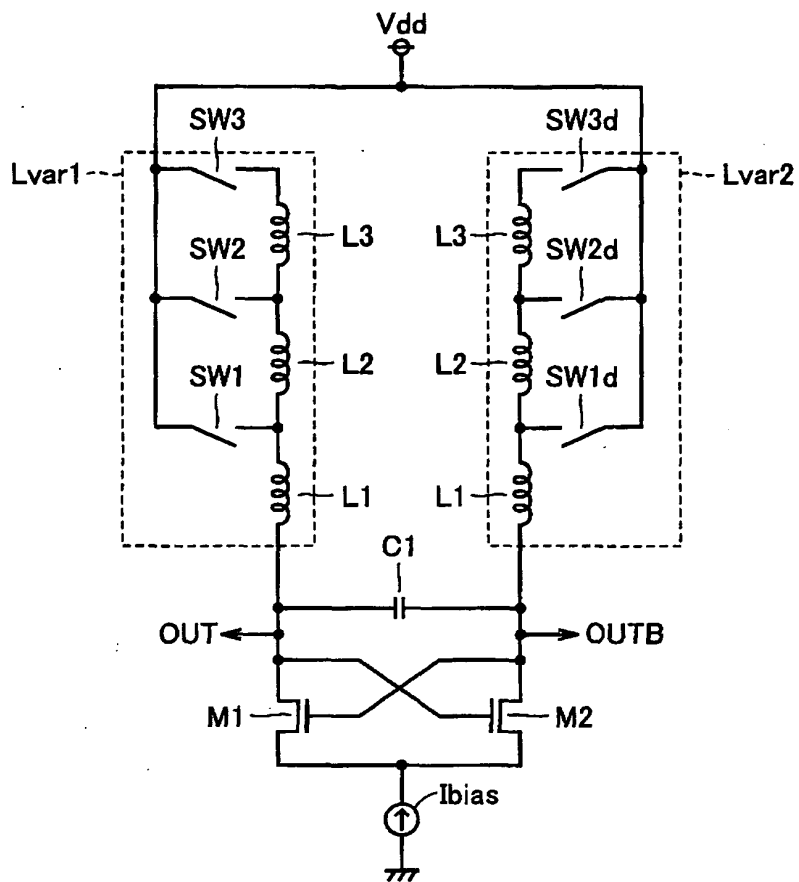 Vdd
SW3
SW3d
Lvar1
Lvar2
L3
L3
SW2
SW2d
L2
L2
SW1
SW1d
L1
L1
C1
OUT
OUTB
M1
M2
Ibias